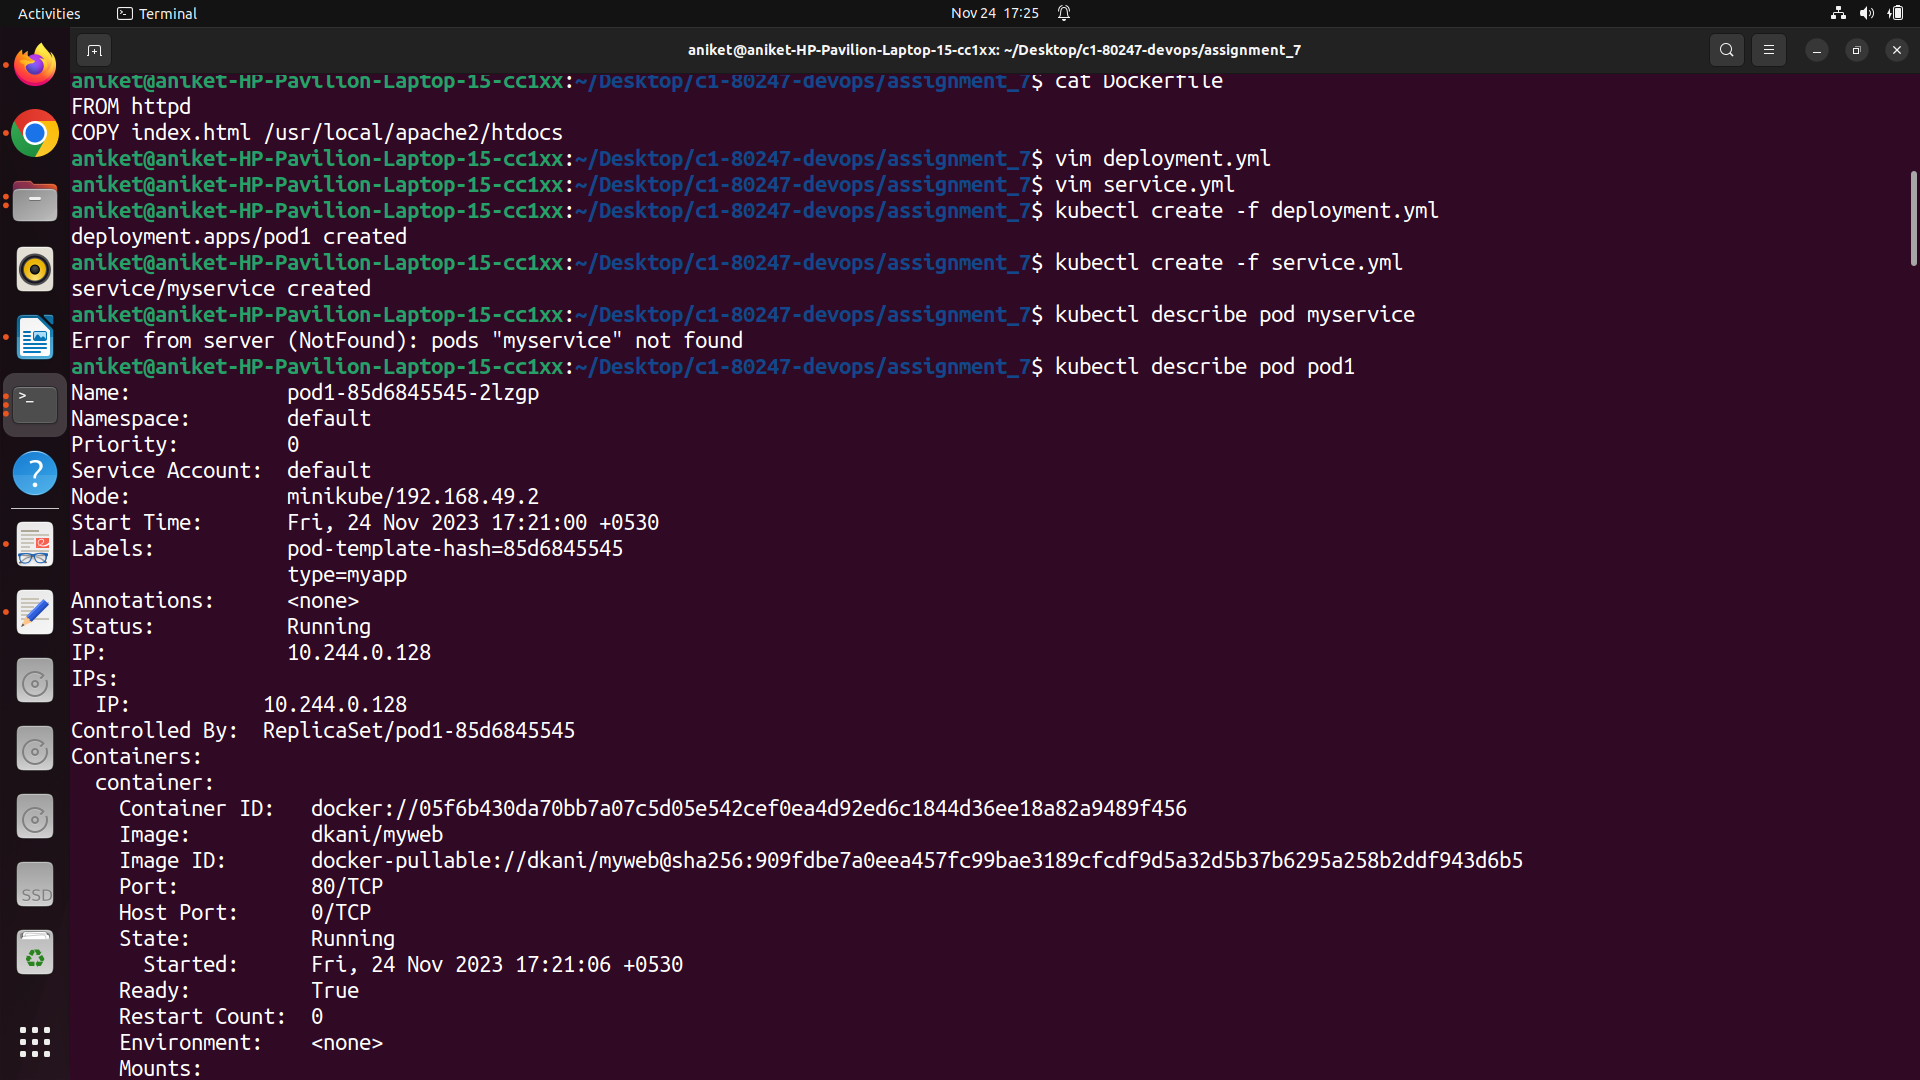 Activities
Terminal
Nov 24 17:25
aniket@aniket-HP-Pavilion-Laptop-15-cc1xx: ~/Desktop/c1-80247-devops/assignment_7
aniket@aniket-HP-Pavilion-Laptop-15-cc1xx:~/Desktop/c1-80247-devops/assignment_7$ cat Dockerfile
FROM httpd
COPY index.html /usr/local/apache2/htdocs
aniket@aniket-HP-Pavilion-Laptop-15-cc1xx:~/Desktop/c1-80247-devops/assignment_7$ vim deployment.yml
aniket@aniket-HP-Pavilion-Laptop-15-cc1xx:~/Desktop/c1-80247-devops/assignment_7$ vim service.yml
aniket@aniket-HP-Pavilion-Laptop-15-cc1xx:~/Desktop/c1-80247-devops/assignment_7$ kubectl create -f deployment.yml
deployment.apps/pod1 created
aniket@aniket-HP-Pavilion-Laptop-15-cc1xx:~/Desktop/c1-80247-devops/assignment_7$ kubectl create -f service.yml
service/myservice created
aniket@aniket-HP-Pavilion-Laptop-15-cc1xx:~/Desktop/c1-80247-devops/assignment_7$ kubectl describe pod myservice
Error from server (NotFound): pods "myservice" not found
aniket@aniket-HP-Pavilion-Laptop-15-cc1xx:~/Desktop/c1-80247-devops/assignment_7$ kubectl describe pod pod1
Name:             pod1-85d6845545-2lzgp
Namespace:        default
Priority:         0
Service Account:  default
Node:             minikube/192.168.49.2
Start Time:       Fri, 24 Nov 2023 17:21:00 +0530
Labels:           pod-template-hash=85d6845545
                  type=myapp
Annotations:      <none>
Status:           Running
IP:               10.244.0.128
IPs:
  IP:           10.244.0.128
Controlled By:  ReplicaSet/pod1-85d6845545
Containers:
  container:
    Container ID:   docker://05f6b430da70bb7a07c5d05e542cef0ea4d92ed6c1844d36ee18a82a9489f456
    Image:          dkani/myweb
    Image ID:       docker-pullable://dkani/myweb@sha256:909fdbe7a0eea457fc99bae3189cfcdf9d5a32d5b37b6295a258b2ddf943d6b5
    Port:           80/TCP
    Host Port:      0/TCP
    State:          Running
      Started:      Fri, 24 Nov 2023 17:21:06 +0530
    Ready:          True
    Restart Count:  0
    Environment:    <none>
    Mounts:
SSD